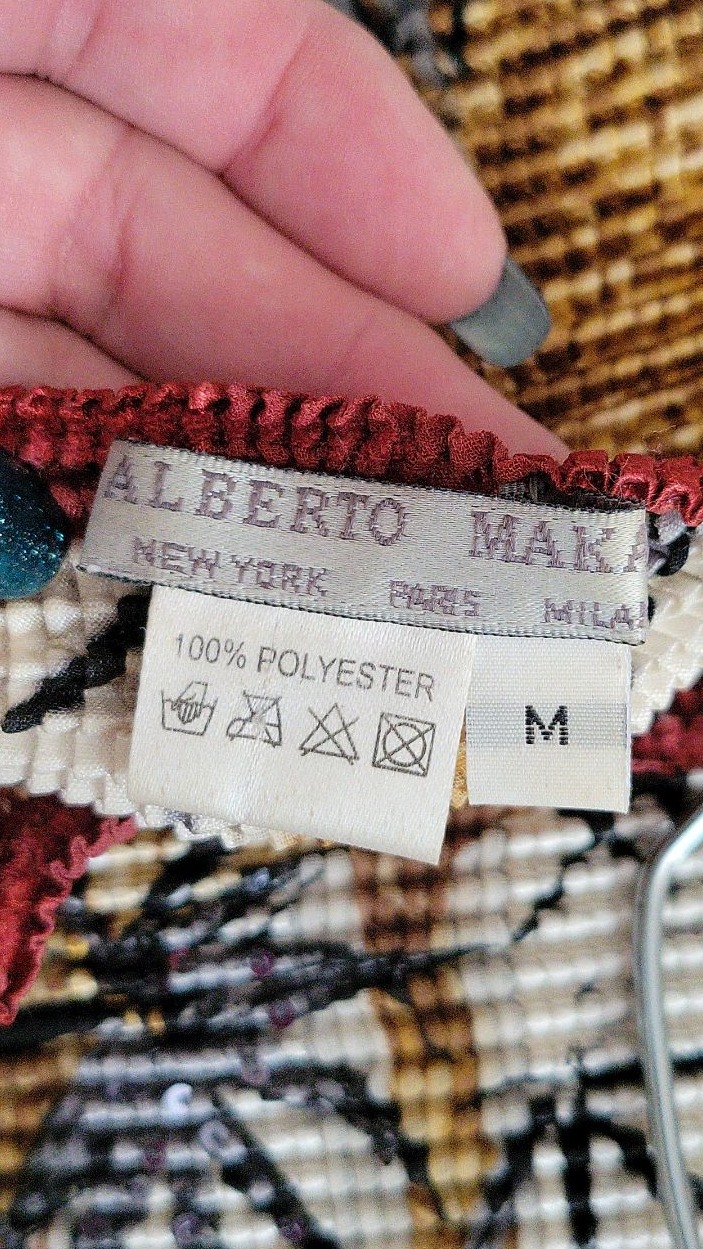 ALBERTO MAKA
NEW YORK PARIS MILA
100% POLYESTER
M